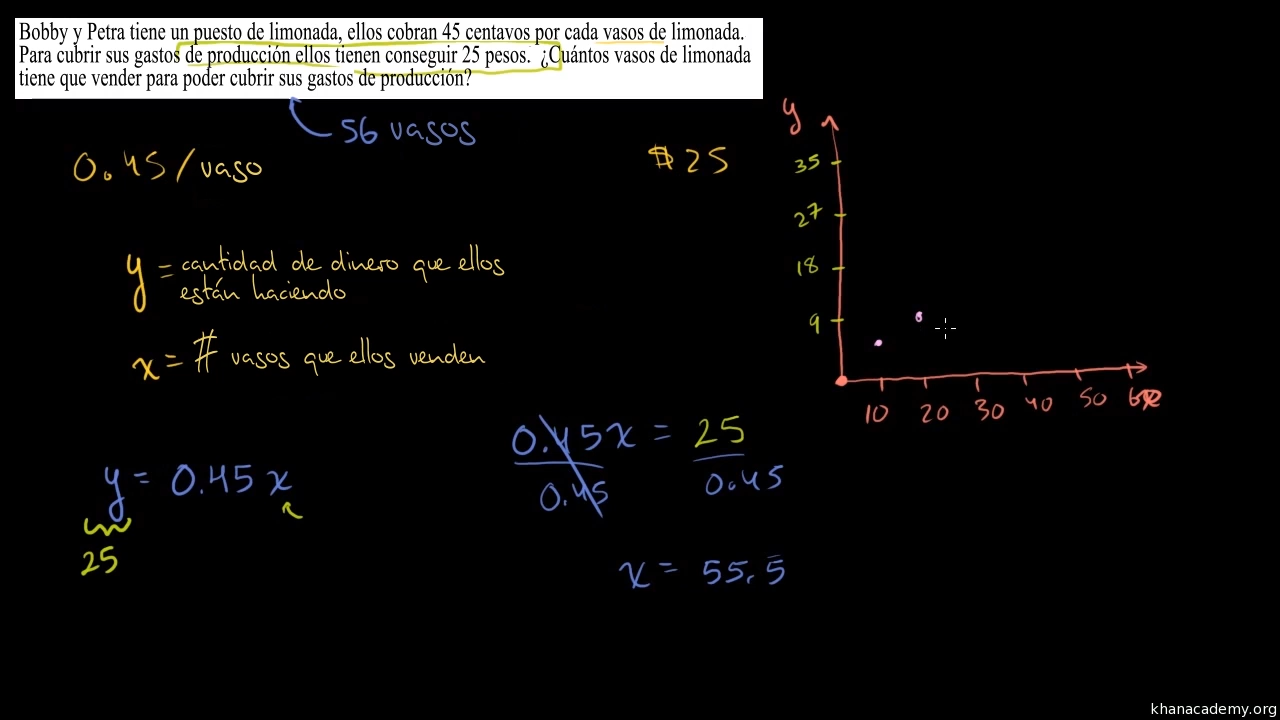 Bobby y Petra tiene un puesto de limonada, ellos cobran 45 centavos por cada vasos de limonada.
Para cubrir sus gastos de producción ellos tienen conseguir 25 pesos. ¿Cuántos vasos de limonada
tiene que vender para poder cubrir sus gastos de producción?
56 vasos
0.45/vaso
$25
y = cantidad de dinero que ellos
están haciendo
x = # vasos que ellos venden
y = 0.45x
25
0.45x = 25
0.45 0.45
x = 55.5̅
y
35
27
18
9
10 20 30 40 50 60 x
khanacademy.org